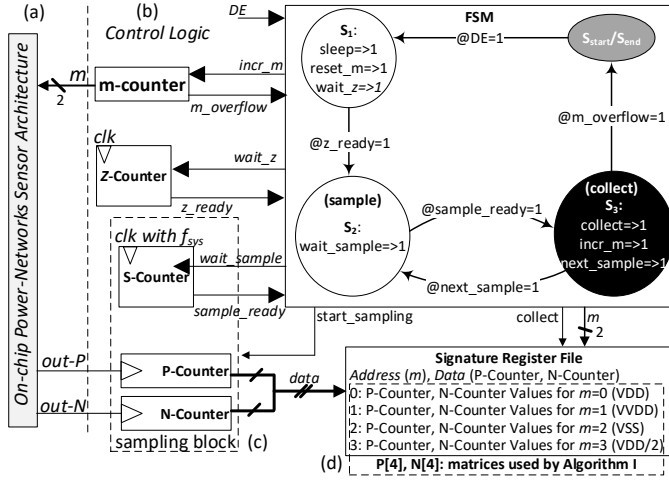 (a)
(b)
Control Logic
DE
FSM
On-chip Power-Networks Sensor Architecture
m
2
m-counter
incr_m
m_overflow
S1:
sleep=>1
reset_m=>1
wait_z=>1
@DE=1
Sstart/Send
@z_ready=1
@m_overflow=1
clk
Z-Counter
wait_z
z_ready
(sample)
S2:
wait_sample=>1
@sample_ready=1
(collect)
S3:
collect=>1
incr_m=>1
next_sample=>1
@next_sample=1
clk with fsys
S-Counter
wait_sample
sample_ready
start_sampling
collect
m
2
out-P
P-Counter
out-N
N-Counter
data
sampling block
(c)
Signature Register File
Address (m), Data (P-Counter, N-Counter)
0: P-Counter, N-Counter Values for m=0 (VDD)
1: P-Counter, N-Counter Values for m=1 (VVDD)
2: P-Counter, N-Counter Values for m=2 (VSS)
3: P-Counter, N-Counter Values for m=3 (VDD/2)
(d)
P[4], N[4]: matrices used by Algorithm I